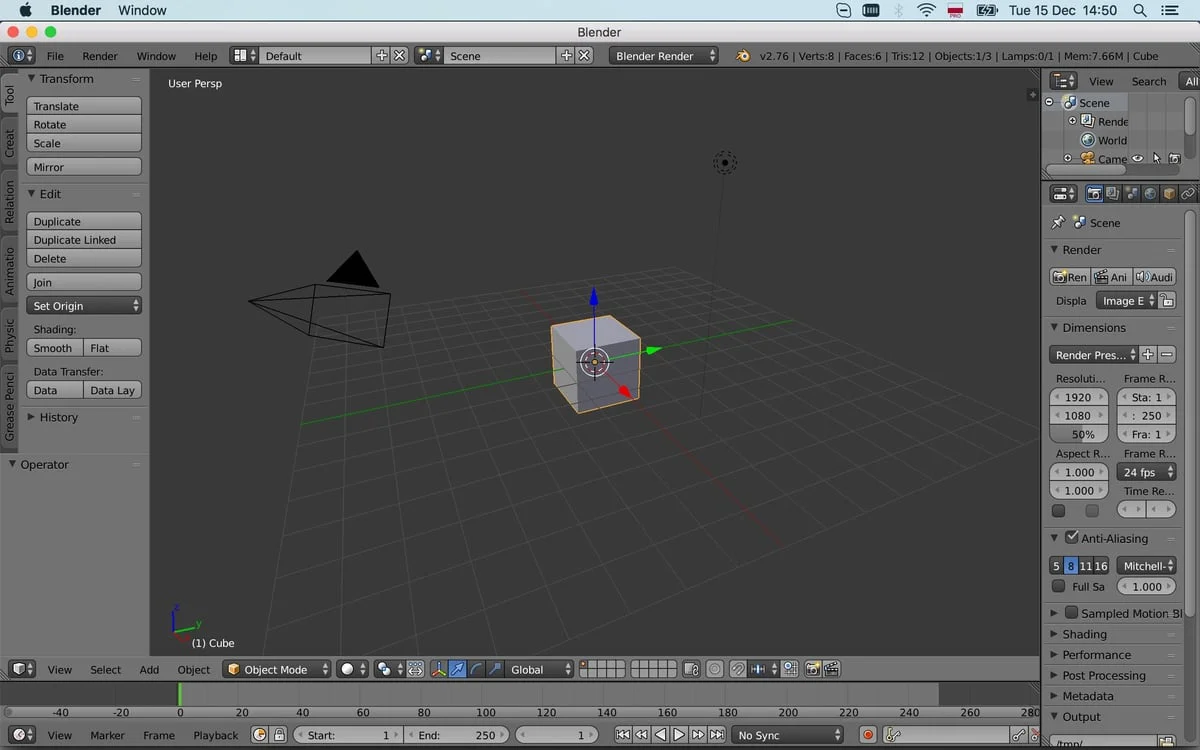 Blender Window PRO Tue 15 Dec 14:50
Blender
File Render Window Help Default Scene Blender Render v2.76 | Verts:8 | Faces:6 | Tris:12 | Objects:1/3 | Lamps:0/1 | Mem:7.66M | Cube
Tool
Creat
Relation
Animatio
Physic
Grease Penci
Transform
Translate
Rotate
Scale
Mirror
Edit
Duplicate
Duplicate Linked
Delete
Join
Set Origin
Shading:
Smooth Flat
Data Transfer:
Data Data Lay
History
Operator
User Persp
z
y
(1) Cube
View Select Add Object Object Mode Global
-40 -20 0 20 40 60 80 100 120 140 160 180 200 220 240 260 280
View Marker Frame Playback Start: 1 End: 250 1 No Sync
View Search All
Scene
Rende
World
Came
Scene
Render
Ren Ani Audi
Displa Image E
Dimensions
Render Pres...
Resoluti... Frame R...
1920 Sta: 1
1080 : 250
50% Fra: 1
Aspect R... Frame R...
1.000 24 fps
1.000 Time Re...
Anti-Aliasing
5 8 11 16 Mitchell-
Full Sa 1.000
Sampled Motion Bl
Shading
Performance
Post Processing
Metadata
Output
/tmp/